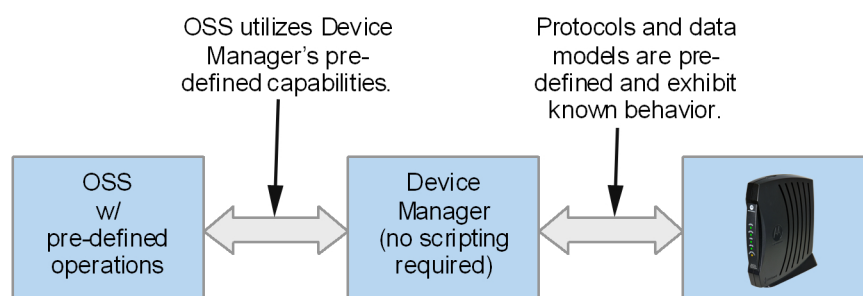 OSS utilizes Device
Manager’s pre-
defined capabilities.
Protocols and data
models are pre-
defined and exhibit
known behavior.
OSS
w/
pre-defined
operations
Device
Manager
(no scripting
required)